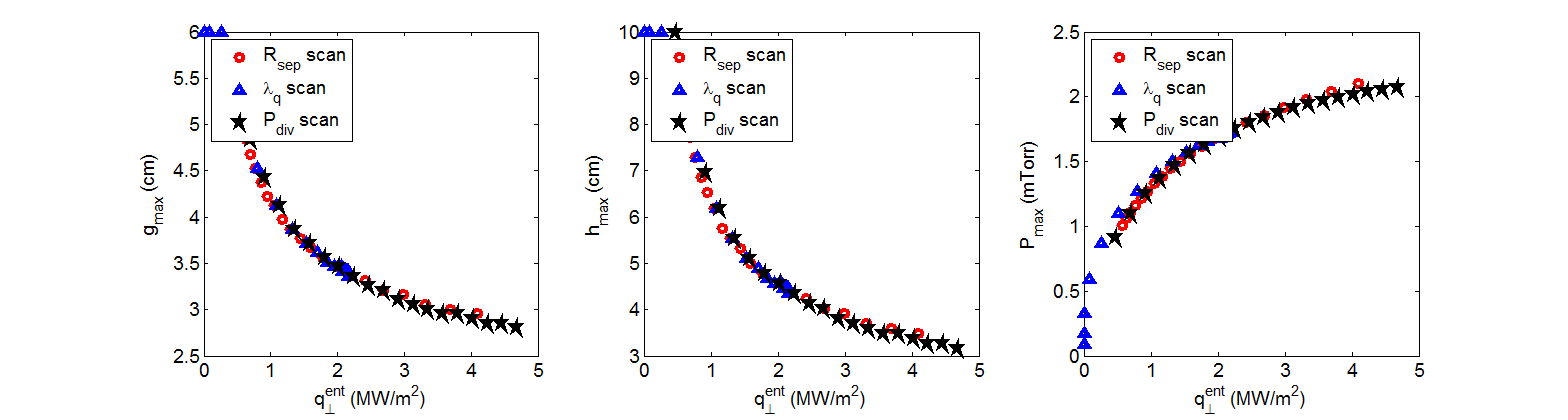 6
5.5
5
4.5
4
3.5
3
2.5
g_max (cm)
R_sep scan
λ_q scan
P_div scan
0 1 2 3 4 5
q_⊥^ent (MW/m²)
10
9
8
7
6
5
4
3
h_max (cm)
R_sep scan
λ_q scan
P_div scan
0 1 2 3 4 5
q_⊥^ent (MW/m²)
2.5
2
1.5
1
0.5
0
P_max (mTorr)
R_sep scan
λ_q scan
P_div scan
0 1 2 3 4 5
q_⊥^ent (MW/m²)